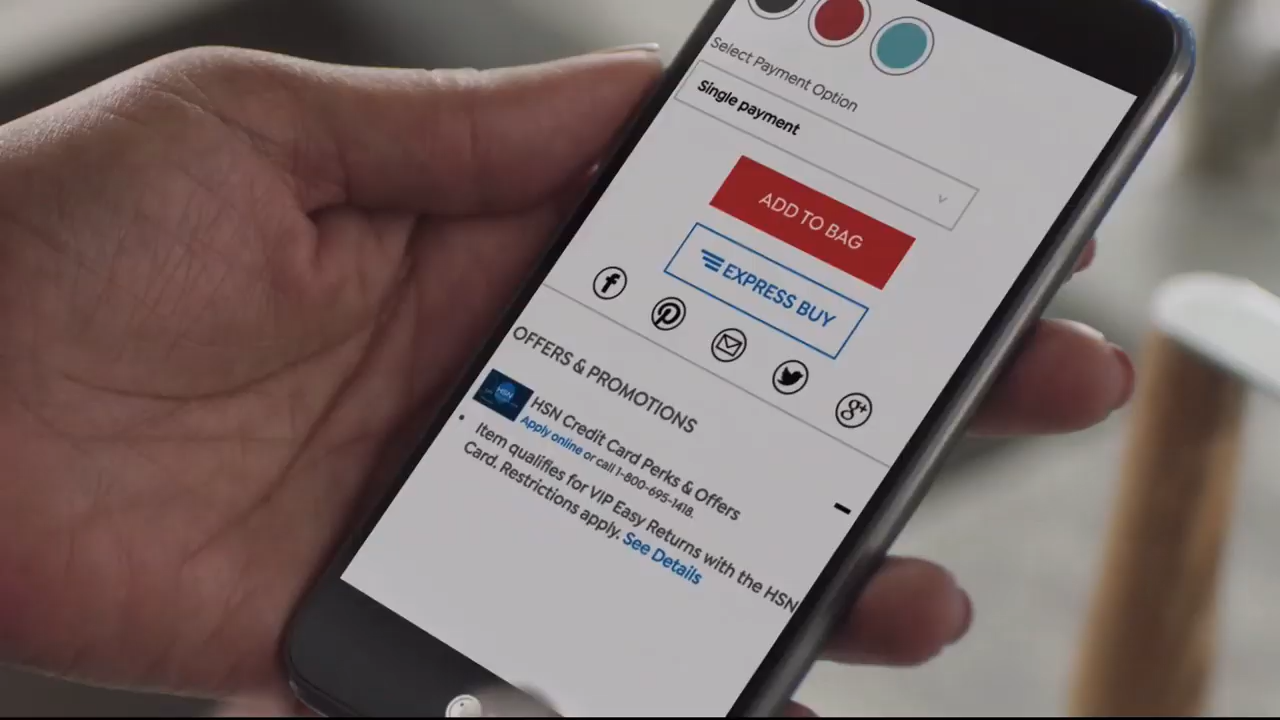 Select Payment Option
Single payment
ADD TO BAG
EXPRESS BUY
OFFERS & PROMOTIONS
HSN
HSN Credit Card Perks & Offers
Apply online or call 1-800-695-1418.
Item qualifies for VIP Easy Returns with the HSN
Card. Restrictions apply. See Details